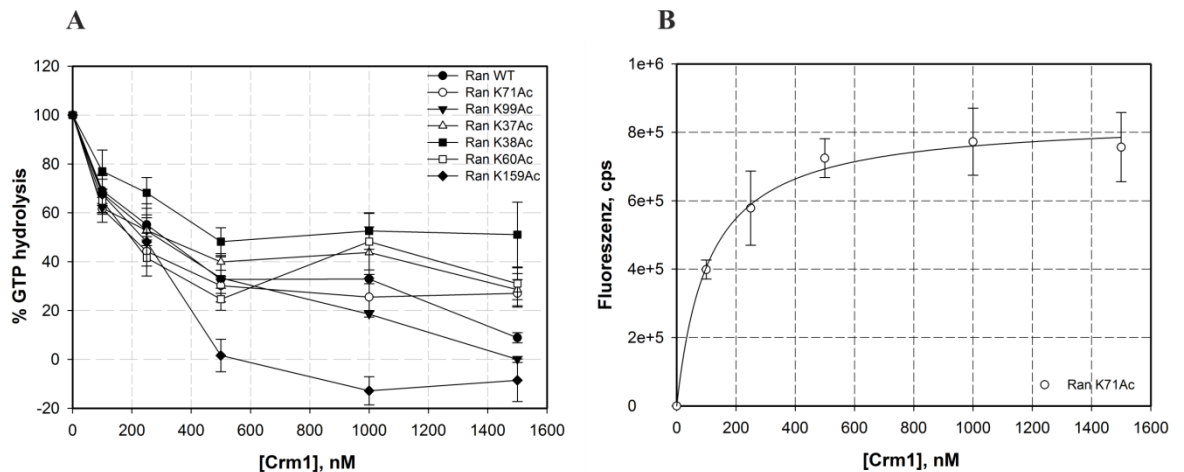 A
% GTP hydrolysis
120
100
80
60
40
20
0
-20
0 200 400 600 800 1000 1200 1400 1600
[Crm1], nM
Ran WT
Ran K71Ac
Ran K99Ac
Ran K37Ac
Ran K38Ac
Ran K60Ac
Ran K159Ac
B
Fluoreszenz, cps
1e+6
8e+5
6e+5
4e+5
2e+5
0
0 200 400 600 800 1000 1200 1400 1600
[Crm1], nM
Ran K71Ac